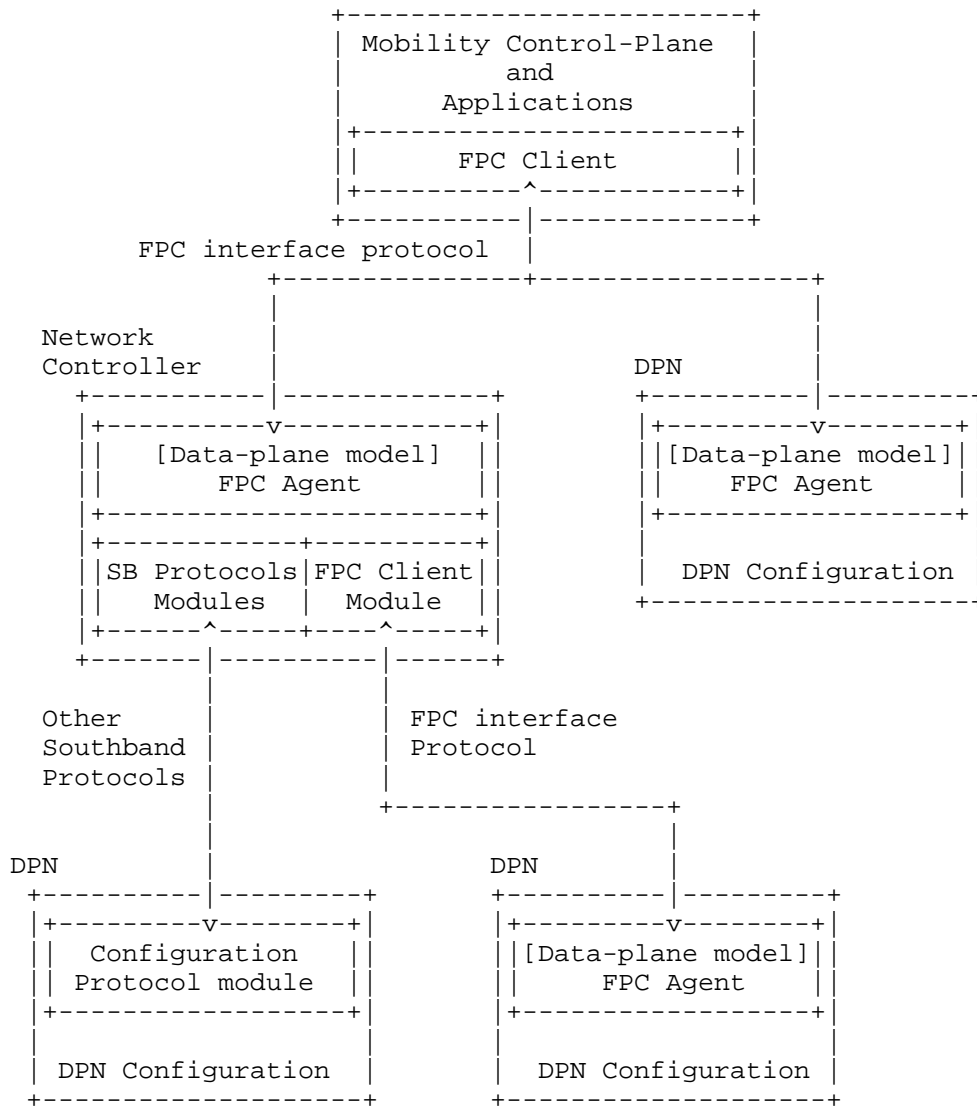 Mobility Control-Plane
and
Applications
FPC Client
FPC interface protocol
Network
Controller
DPN
[Data-plane model]
FPC Agent
[Data-plane model]
FPC Agent
SB Protocols
Modules
FPC Client
Module
DPN Configuration
Other
Southband
Protocols
FPC interface
Protocol
DPN
DPN
Configuration
Protocol module
[Data-plane model]
FPC Agent
DPN Configuration
DPN Configuration